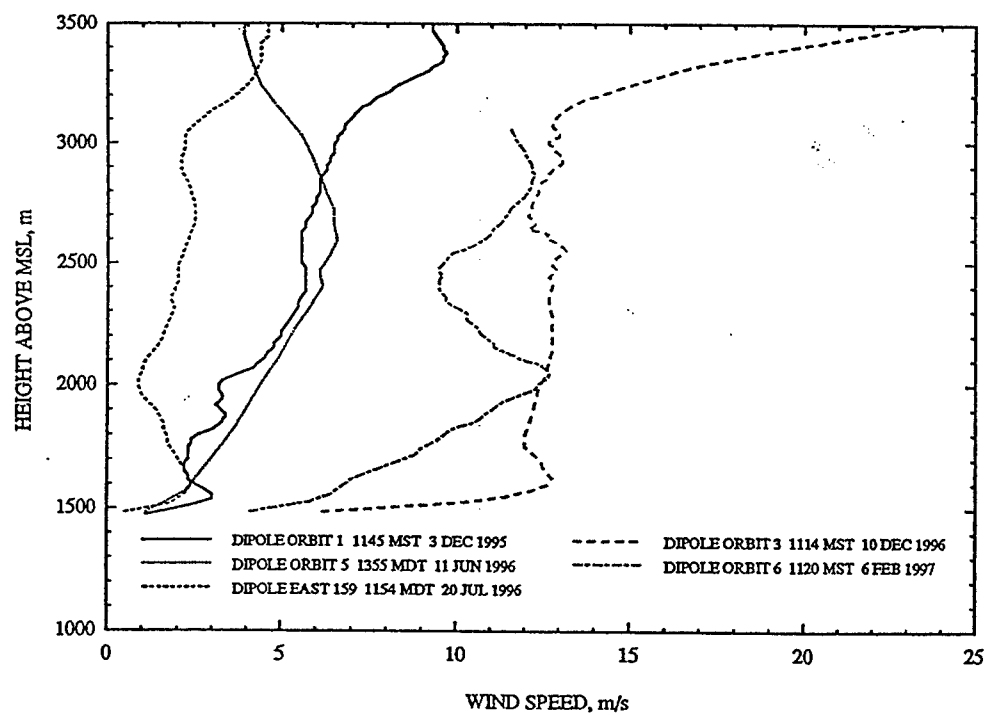 3500
3000
2500
2000
1500
1000
HEIGHT ABOVE MSL, m
DIPOLE ORBIT 1 1145 MST 3 DEC 1995
DIPOLE ORBIT 5 1355 MDT 11 JUN 1996
DIPOLE EAST 159 1154 MDT 20 JUL 1996
DIPOLE ORBIT 3 1114 MST 10 DEC 1996
DIPOLE ORBIT 6 1120 MST 6 FEB 1997
0 5 10 15 20 25
WIND SPEED, m/s